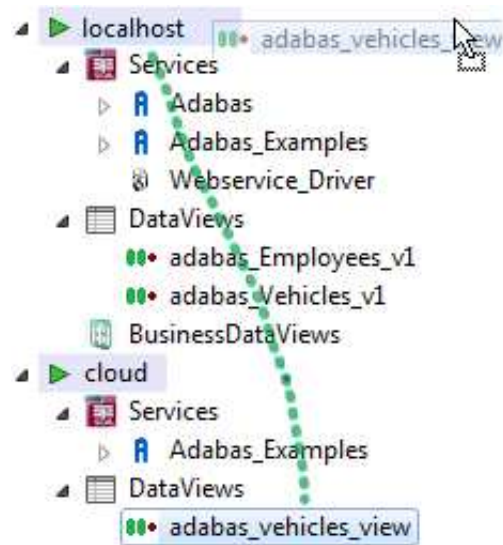 localhost
adabas_vehicles_view
Services
Adabas
Adabas_Examples
Webservice_Driver
DataViews
adabas_Employees_v1
adabas_Vehicles_v1
BusinessDataViews
cloud
Services
Adabas_Examples
DataViews
adabas_vehicles_view